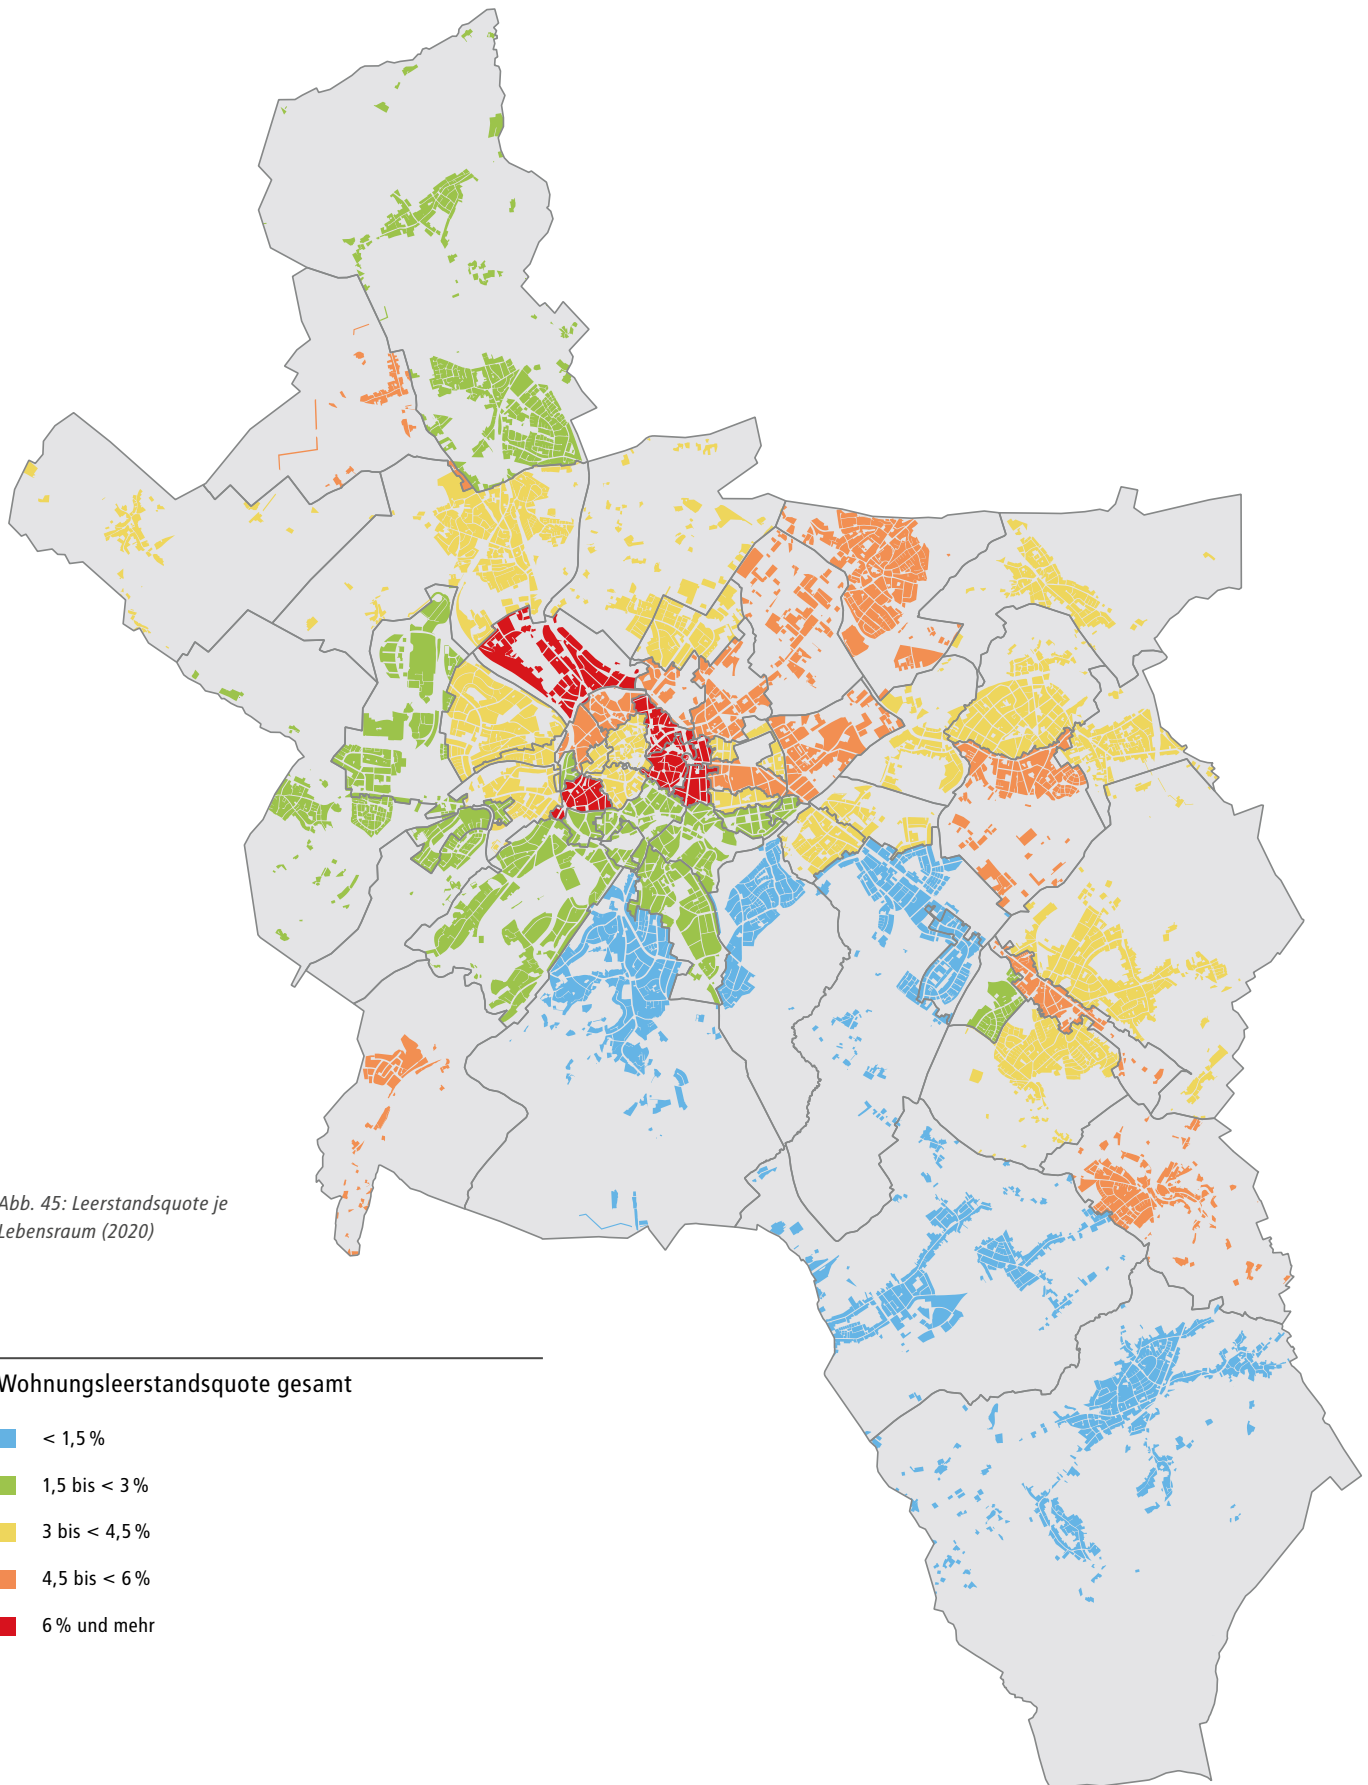 Abb. 45: Leerstandsquote je
Lebensraum (2020)
Wohnungsleerstandsquote gesamt
< 1,5 %
1,5 bis < 3 %
3 bis < 4,5 %
4,5 bis < 6 %
6 % und mehr